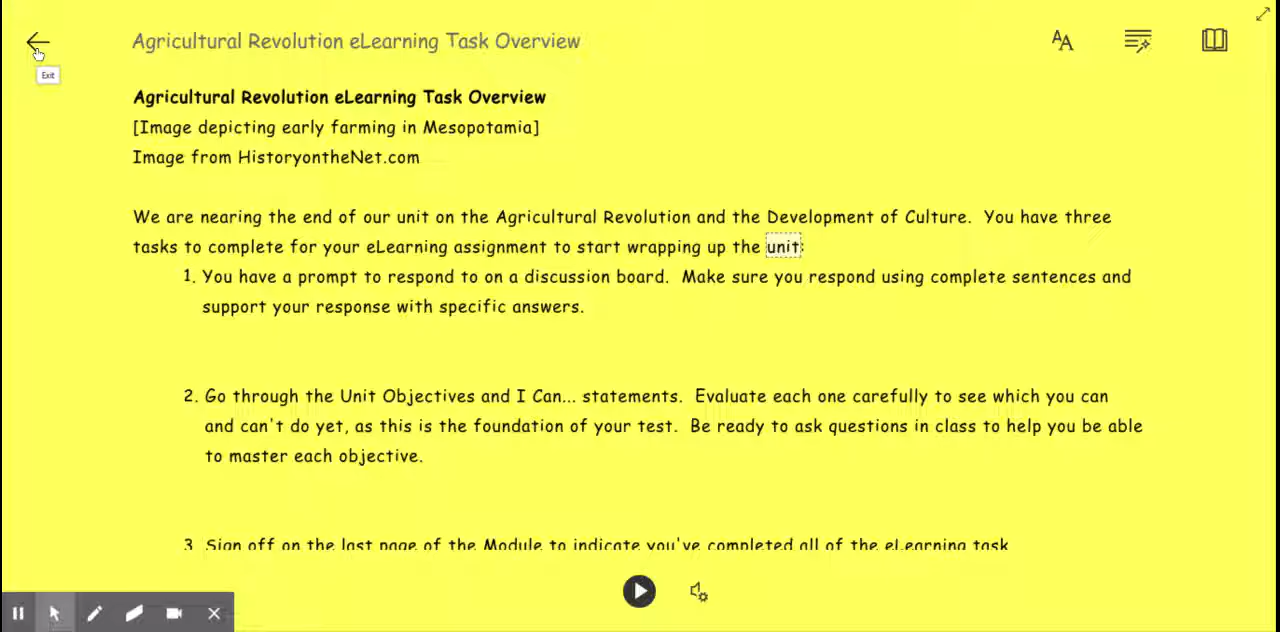 Agricultural Revolution eLearning Task Overview
Exit
Agricultural Revolution eLearning Task Overview
[Image depicting early farming in Mesopotamia]
Image from HistoryontheNet.com
We are nearing the end of our unit on the Agricultural Revolution and the Development of Culture. You have three
tasks to complete for your eLearning assignment to start wrapping up the unit:
1. You have a prompt to respond to on a discussion board. Make sure you respond using complete sentences and
support your response with specific answers.
2. Go through the Unit Objectives and I Can... statements. Evaluate each one carefully to see which you can
and can't do yet, as this is the foundation of your test. Be ready to ask questions in class to help you be able
to master each objective.
3. Sign off on the last page of the Module to indicate you've completed all of the eLearning task